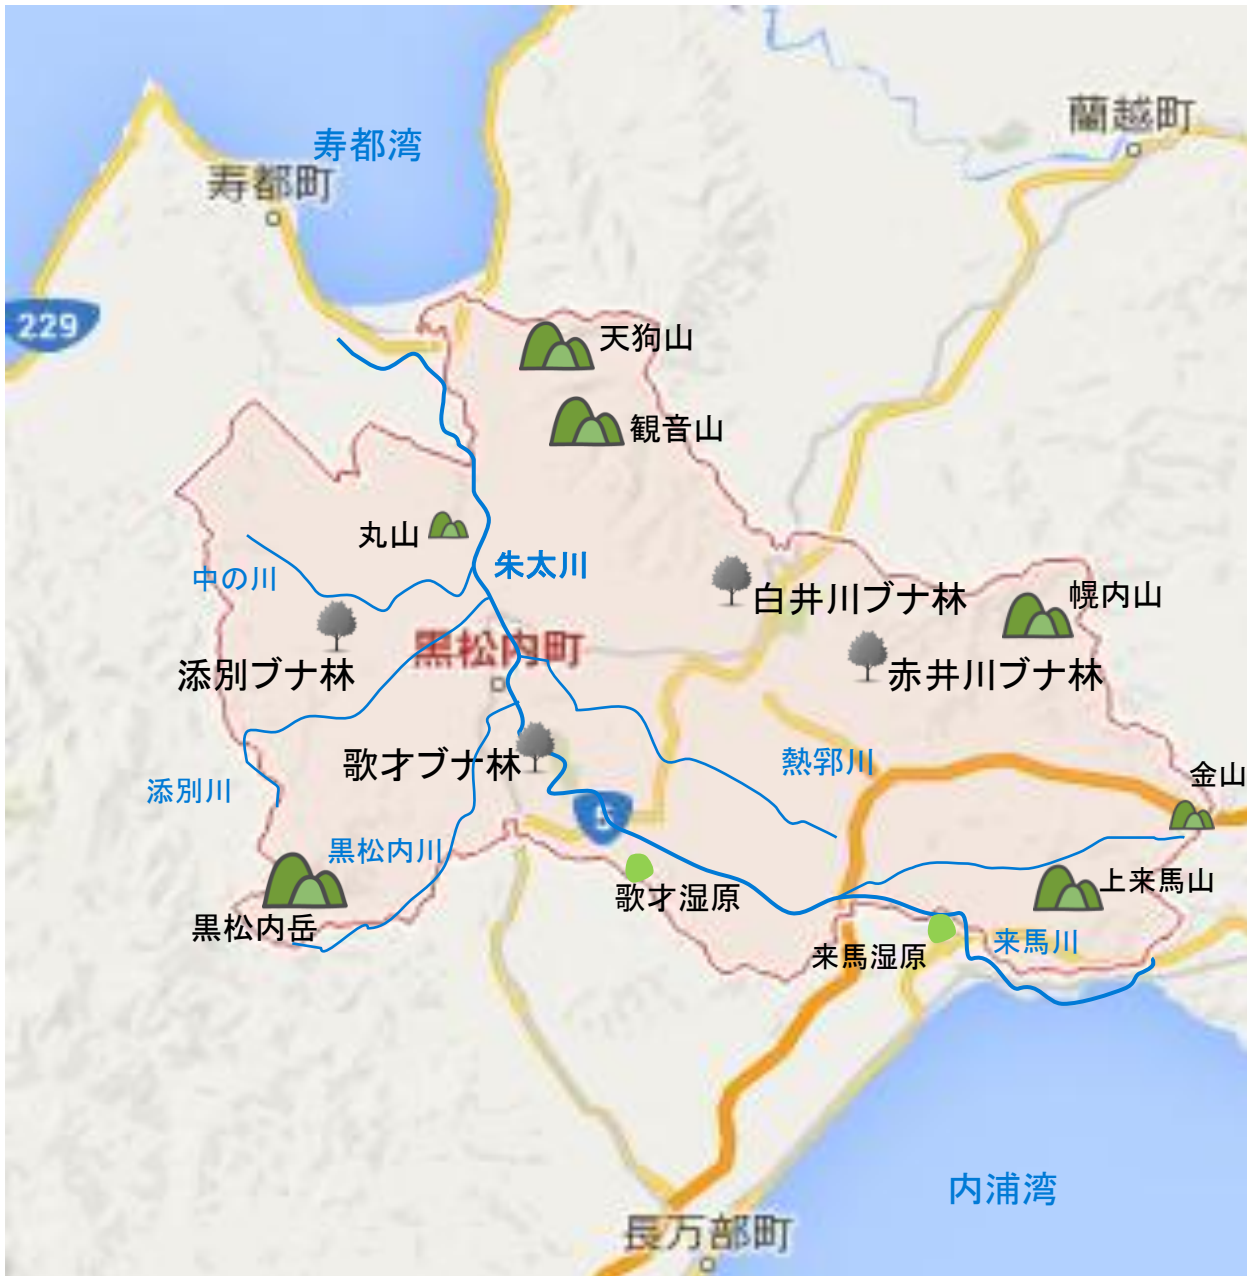 蘭越町
寿都湾
寿都町
229
天狗山
観音山
丸山
朱太川
中の川
白井川ブナ林
幌内山
黒松内町
添別ブナ林
赤井川ブナ林
歌才ブナ林
熱郛川
金山
添別川
5
黒松内川
上来馬山
歌才湿原
黒松内岳
来馬川
来馬湿原
内浦湾
長万部町